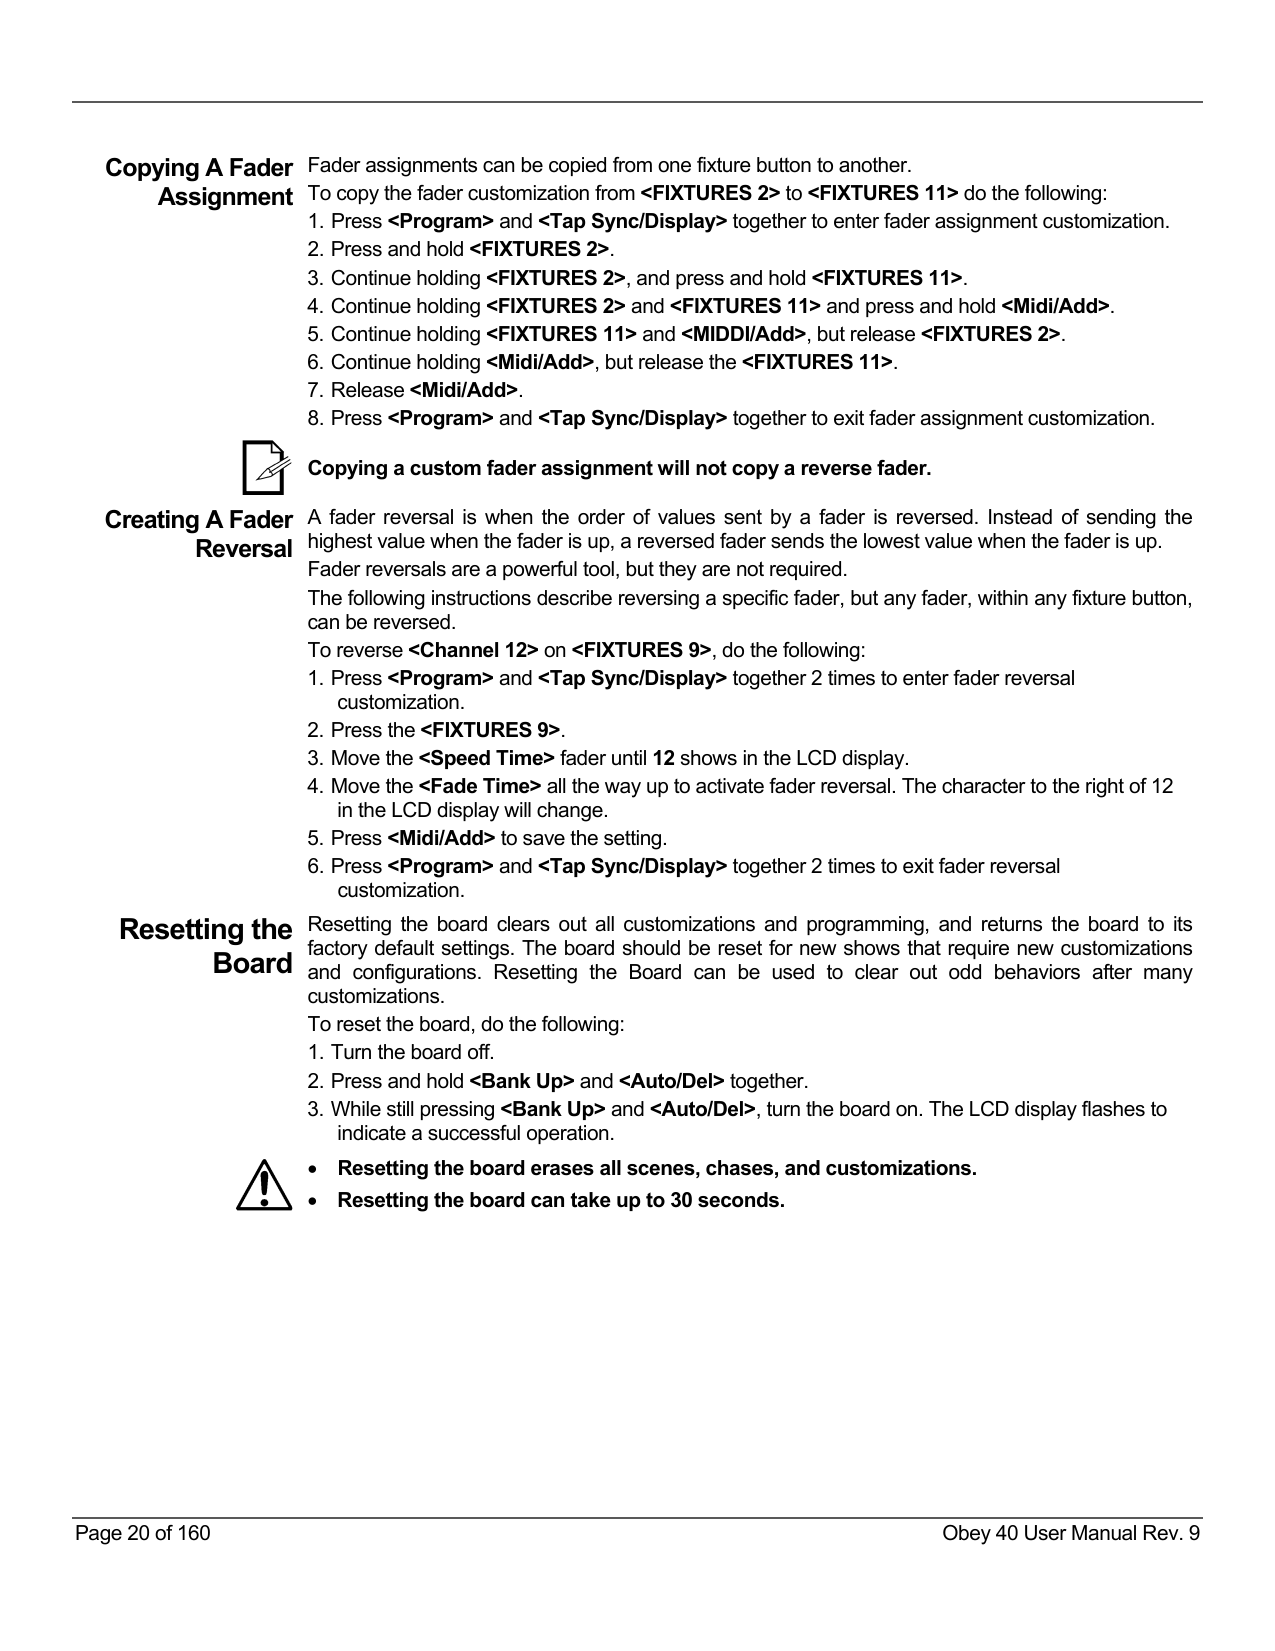 Copying A Fader
Assignment
Fader assignments can be copied from one fixture button to another.
To copy the fader customization from <FIXTURES 2> to <FIXTURES 11> do the following:
1. Press <Program> and <Tap Sync/Display> together to enter fader assignment customization.
2. Press and hold <FIXTURES 2>.
3. Continue holding <FIXTURES 2>, and press and hold <FIXTURES 11>.
4. Continue holding <FIXTURES 2> and <FIXTURES 11> and press and hold <Midi/Add>.
5. Continue holding <FIXTURES 11> and <MIDDI/Add>, but release <FIXTURES 2>.
6. Continue holding <Midi/Add>, but release the <FIXTURES 11>.
7. Release <Midi/Add>.
8. Press <Program> and <Tap Sync/Display> together to exit fader assignment customization.
Copying a custom fader assignment will not copy a reverse fader.
Creating A Fader
Reversal
A fader reversal is when the order of values sent by a fader is reversed. Instead of sending the
highest value when the fader is up, a reversed fader sends the lowest value when the fader is up.
Fader reversals are a powerful tool, but they are not required.
The following instructions describe reversing a specific fader, but any fader, within any fixture button,
can be reversed.
To reverse <Channel 12> on <FIXTURES 9>, do the following:
1. Press <Program> and <Tap Sync/Display> together 2 times to enter fader reversal
customization.
2. Press the <FIXTURES 9>.
3. Move the <Speed Time> fader until 12 shows in the LCD display.
4. Move the <Fade Time> all the way up to activate fader reversal. The character to the right of 12
in the LCD display will change.
5. Press <Midi/Add> to save the setting.
6. Press <Program> and <Tap Sync/Display> together 2 times to exit fader reversal
customization.
Resetting the
Board
Resetting the board clears out all customizations and programming, and returns the board to its
factory default settings. The board should be reset for new shows that require new customizations
and configurations. Resetting the Board can be used to clear out odd behaviors after many
customizations.
To reset the board, do the following:
1. Turn the board off.
2. Press and hold <Bank Up> and <Auto/Del> together.
3. While still pressing <Bank Up> and <Auto/Del>, turn the board on. The LCD display flashes to
indicate a successful operation.
• Resetting the board erases all scenes, chases, and customizations.
• Resetting the board can take up to 30 seconds.
Page 20 of 160
Obey 40 User Manual Rev. 9